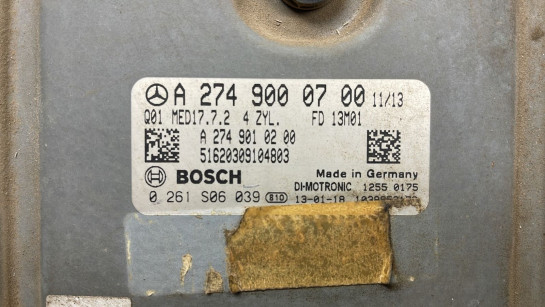 A 274 900 07 00 11/13
Q01 MED17.7.2 4 ZYL. FD 13M01
A 274 901 02 00
51620309104803
BOSCH Made in Germany
DI-MOTRONIC 1255 0175
0 261 S06 039 810 13-01-18